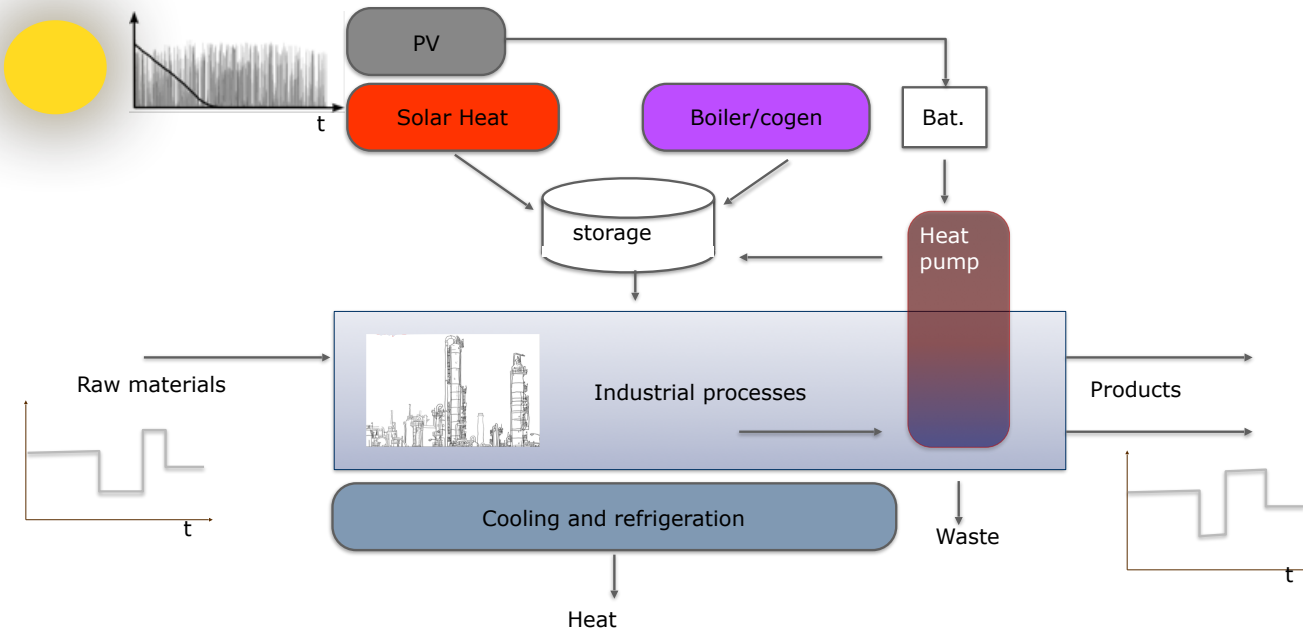 PV
t
Solar Heat
Boiler/cogen
Bat.
storage
Heat
pump
Raw materials
Industrial processes
Products
t
Cooling and refrigeration
Waste
t
Heat